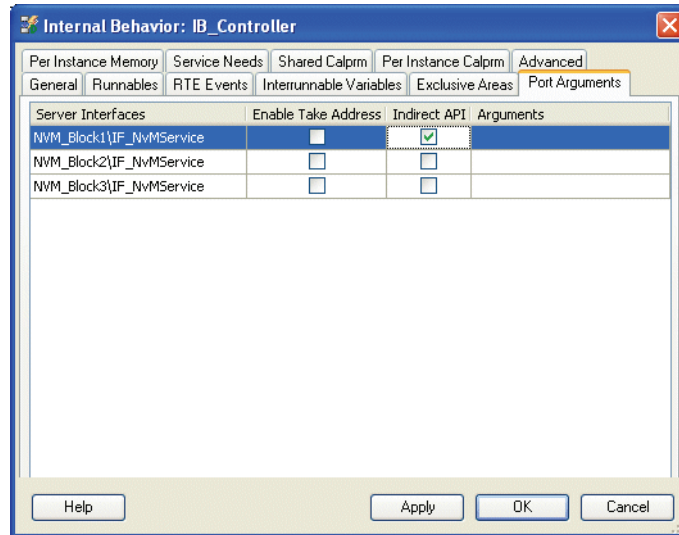 Internal Behavior: IB_Controller
Per Instance Memory Service Needs Shared Calprm Per Instance Calprm Advanced
General Runnables RTE Events Interrunnable Variables Exclusive Areas Port Arguments
Server Interfaces Enable Take Address Indirect API Arguments
NVM_Block1\IF_NvMService
NVM_Block2\IF_NvMService
NVM_Block3\IF_NvMService
Help Apply OK Cancel